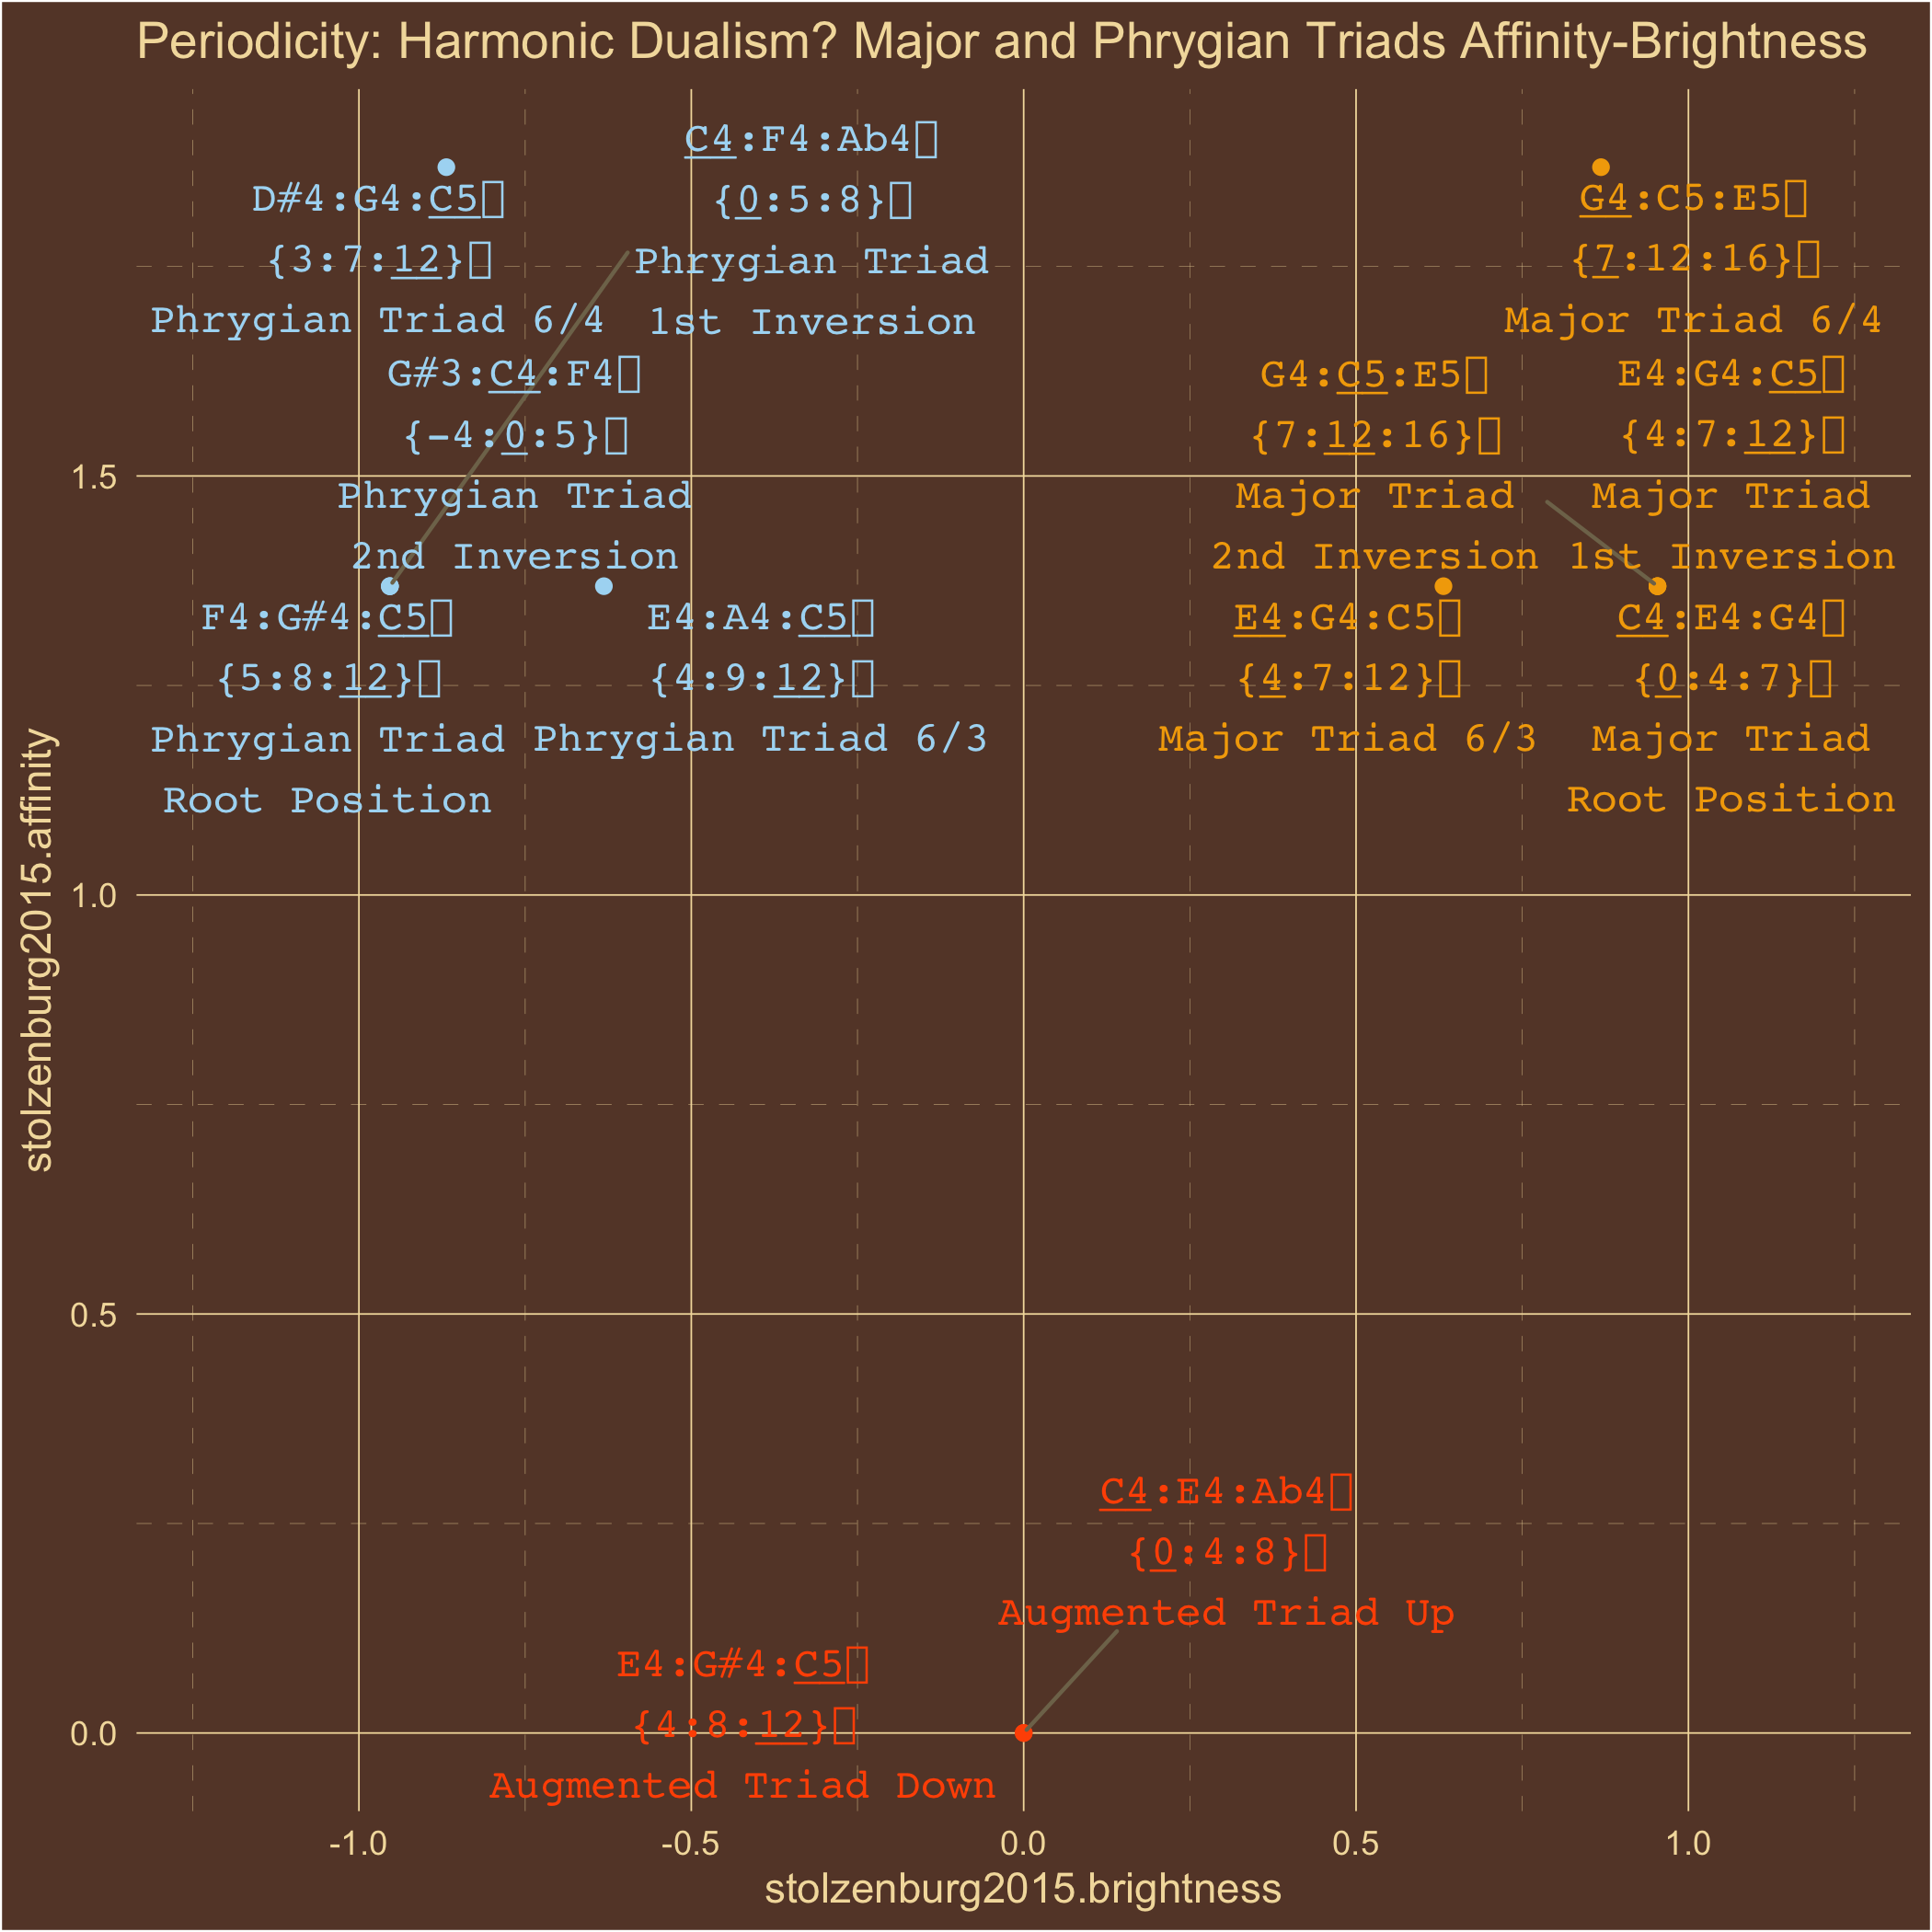 Periodicity: Harmonic Dualism? Major and Phrygian Triads Affinity-Brightness
C4:F4:Ab4
{0:5:8}
Phrygian Triad
1st Inversion
D#4:G4:C5
{3:7:12}
Phrygian Triad 6/4
G4:C5:E5
{7:12:16}
Major Triad 6/4
G#3:C4:F4
{-4:0:5}
Phrygian Triad
2nd Inversion
G4:C5:E5
{7:12:16}
Major Triad
2nd Inversion
E4:G4:C5
{4:7:12}
Major Triad
1st Inversion
F4:G#4:C5
{5:8:12}
Phrygian Triad
Root Position
E4:A4:C5
{4:9:12}
Phrygian Triad 6/3
E4:G4:C5
{4:7:12}
Major Triad 6/3
C4:E4:G4
{0:4:7}
Major Triad
Root Position
C4:E4:Ab4
{0:4:8}
Augmented Triad Up
E4:G#4:C5
{4:8:12}
Augmented Triad Down
1.5
1.0
0.5
0.0
stolzenburg2015.affinity
-1.0
-0.5
0.0
0.5
1.0
stolzenburg2015.brightness